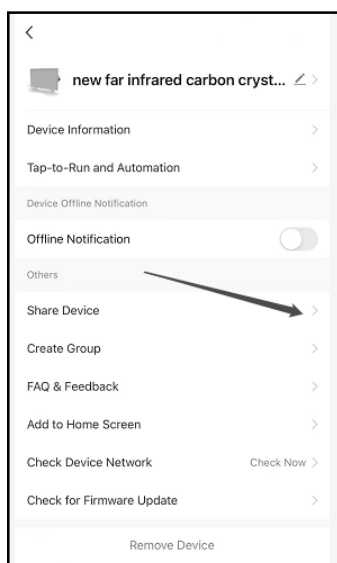 new far infrared carbon cryst...
Device Information
Tap-to-Run and Automation
Device Offline Notification
Offline Notification
Others
Share Device
Create Group
FAQ & Feedback
Add to Home Screen
Check Device Network Check Now
Check for Firmware Update
Remove Device